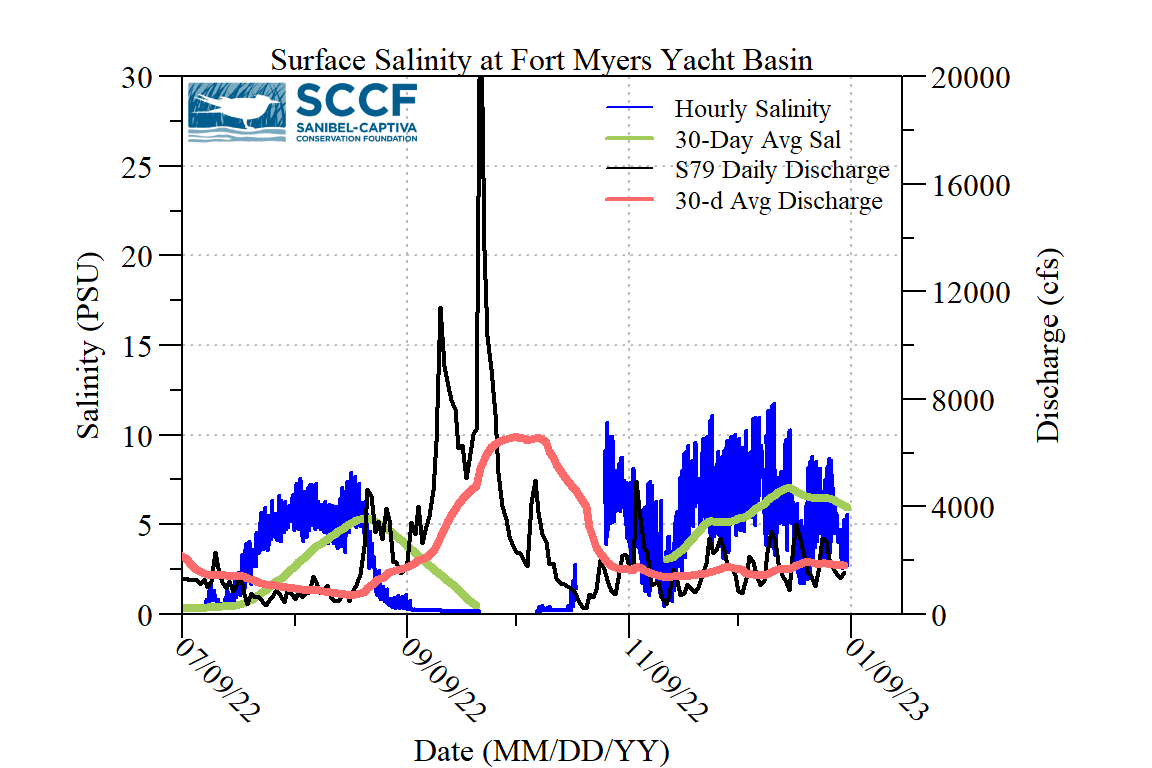 Surface Salinity at Fort Myers Yacht Basin
SCCF
SANIBEL-CAPTIVA
CONSERVATION FOUNDATION
Hourly Salinity
30-Day Avg Sal
S79 Daily Discharge
30-d Avg Discharge
Salinity (PSU)
30
25
20
15
10
5
0
20000
16000
12000
8000
4000
0
Discharge (cfs)
07/09/22
09/09/22
11/09/22
01/09/23
Date (MM/DD/YY)